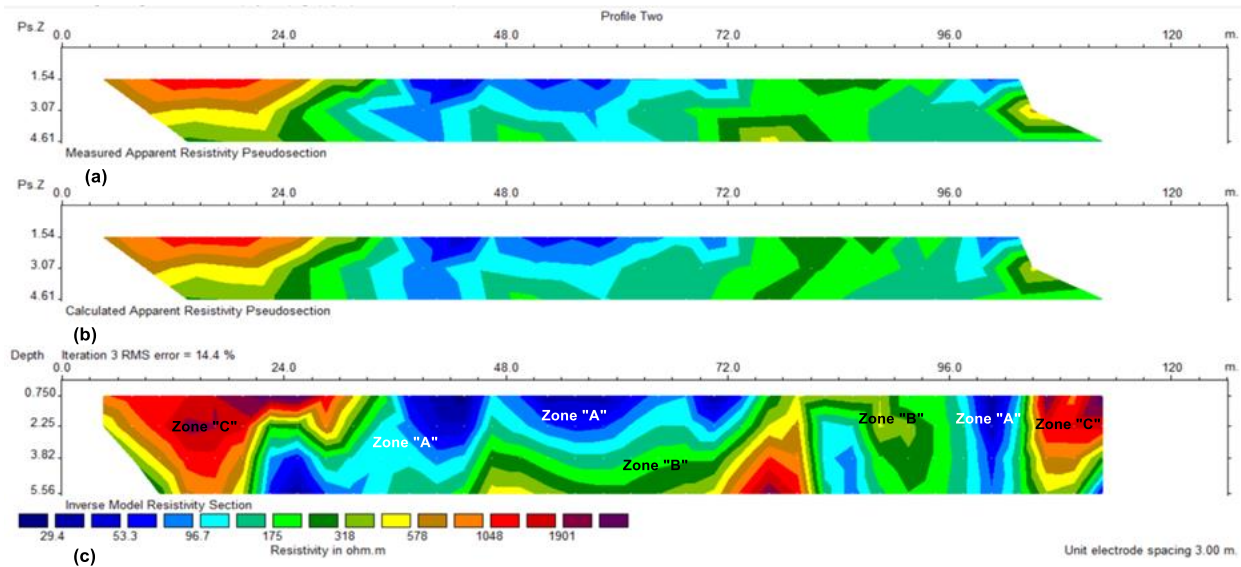 Profile Two
Ps.Z 0.0 24.0 48.0 72.0 96.0 120 m.
1.54
3.07
4.61
Measured Apparent Resistivity Pseudosection
(a)
Ps.Z 0.0 24.0 48.0 72.0 96.0 120 m.
1.54
3.07
4.61
Calculated Apparent Resistivity Pseudosection
(b)
Depth Iteration 3 RMS error = 14.4 %
0.0 24.0 48.0 72.0 96.0 120 m.
0.750
2.25
3.82
5.56
Zone "C" Zone "A" Zone "A" Zone "B" Zone "B" Zone "A" Zone "C"
Inverse Model Resistivity Section
29.4 53.3 96.7 175 318 578 1048 1901
Resistivity in ohm.m
(c)
Unit electrode spacing 3.00 m.